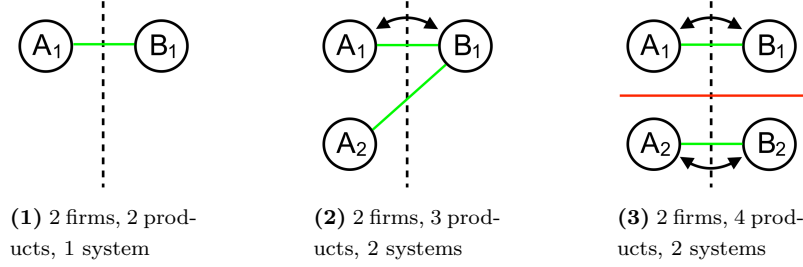 A1 B1 A1 B1 A1 B1
A2 A2 B2
(1) 2 firms, 2 prod-
ucts, 1 system
(2) 2 firms, 3 prod-
ucts, 2 systems
(3) 2 firms, 4 prod-
ucts, 2 systems